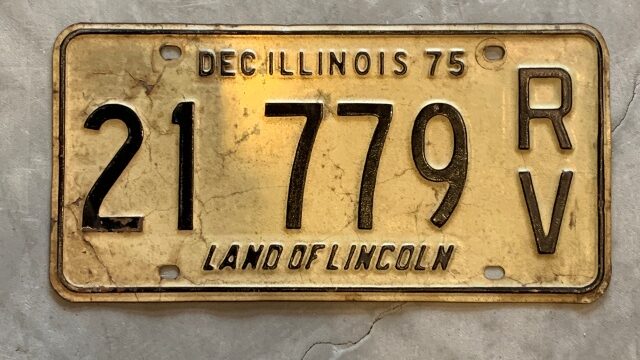 DEC ILLINOIS 75
21 779
RV
LAND OF LINCOLN